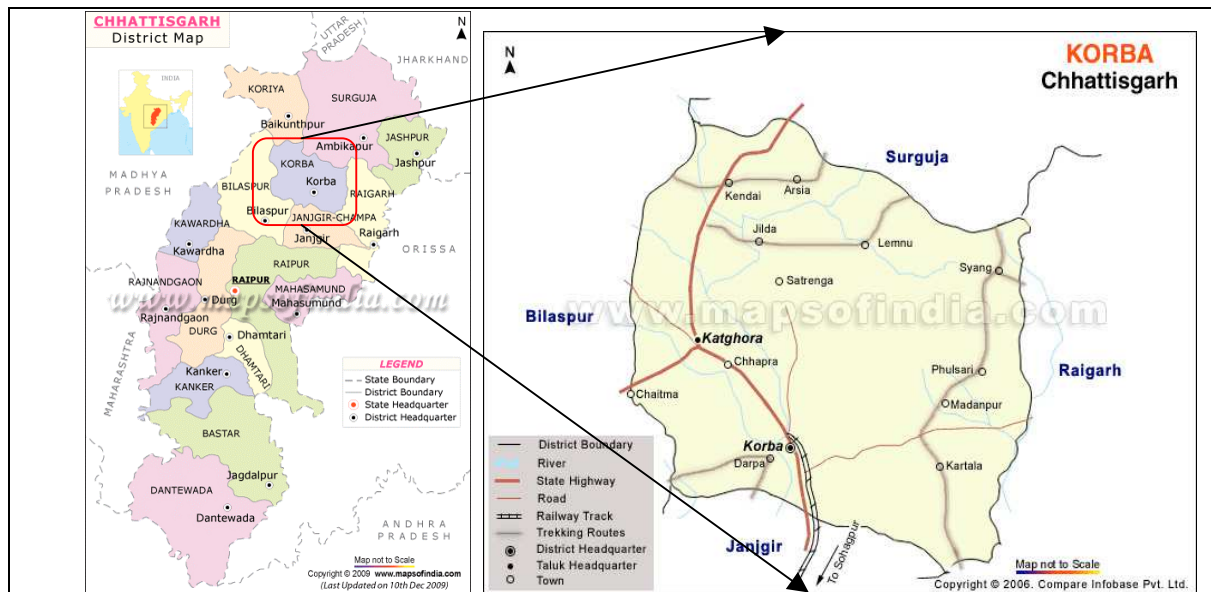 CHHATTISGARH
District Map
N
UTTAR
PRADESH
JHARKHAND
INDIA
KORIYA
SURGUJA
Baikunthpur
Ambikapur
JASHPUR
Jashpur
MADHYA
PRADESH
KORBA
Korba
BILASPUR
RAIGARH
Bilaspur
JANJGIR-CHAMPA
Janjgir
Raigarh
KAWARDHA
Kawardha
ORISSA
RAIPUR
RAJNANDGAON
RAIPUR
MAHASAMUND
Durg
Mahasumund
www.mapsofindia.com
Rajnandgaon
DURG
Dhamtari
DHAMTARI
MAHARASHTRA
Kanker
KANKER
BASTAR
Jagdalpur
DANTEWADA
Dantewada
ANDHRA
PRADESH
LEGEND
State Boundary
District Boundary
State Headquarter
District Headquarter
Map not to Scale
Copyright © 2009 www.mapsofindia.com
(Last Updated on 10th Dec 2009)
N
KORBA
Chhattisgarh
Surguja
Kendai
Arsia
Jilda
Lemnu
Syang
Satrenga
www.mapsofindia.com
Bilaspur
Katghora
Chhapra
Phulsari
Raigarh
Chaitma
Madanpur
Korba
Darpa
Kartala
Janjgir
To Sohagpur
District Boundary
River
State Highway
Road
Railway Track
Trekking Routes
District Headquarter
Taluk Headquarter
Town
Map not to Scale
Copyright © 2006. Compare Infobase Pvt. Ltd.